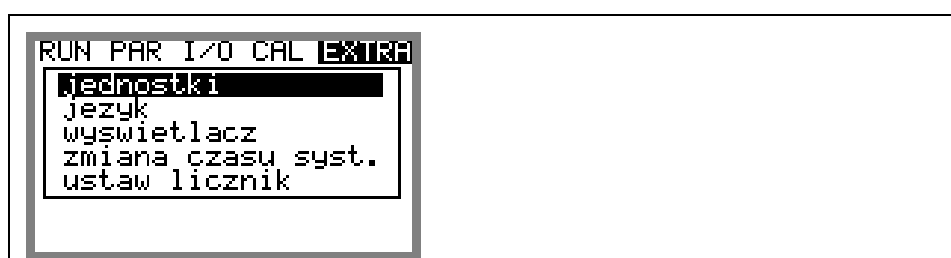 RUN PAR I/O CAL EXTRA
jednostki
jezyk
wyswietlacz
zmiana czasu syst.
ustaw licznik